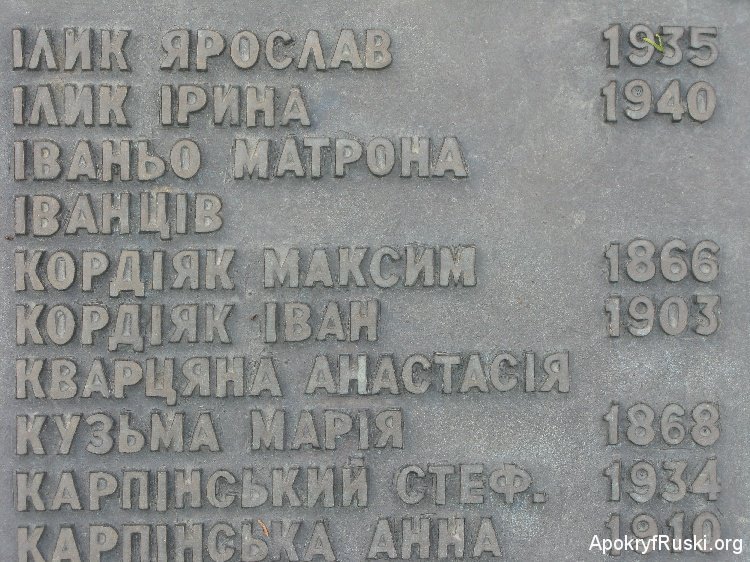 ІЛИК ЯРОСЛАВ 1935
ІЛИК ІРИНА 1940
ІВАНЬО МАТРОНА
ІВАНЦІВ
КОРДІЯК МАКСИМ 1866
КОРДІЯК ІВАН 1903
КВАРЦЯНА АНАСТАСІЯ
КУЗЬМА МАРІЯ 1868
КАРПІНСЬКИЙ СТЕФ. 1934
КАРПІНСЬКА АННА 1910
ApokryfRuski.org